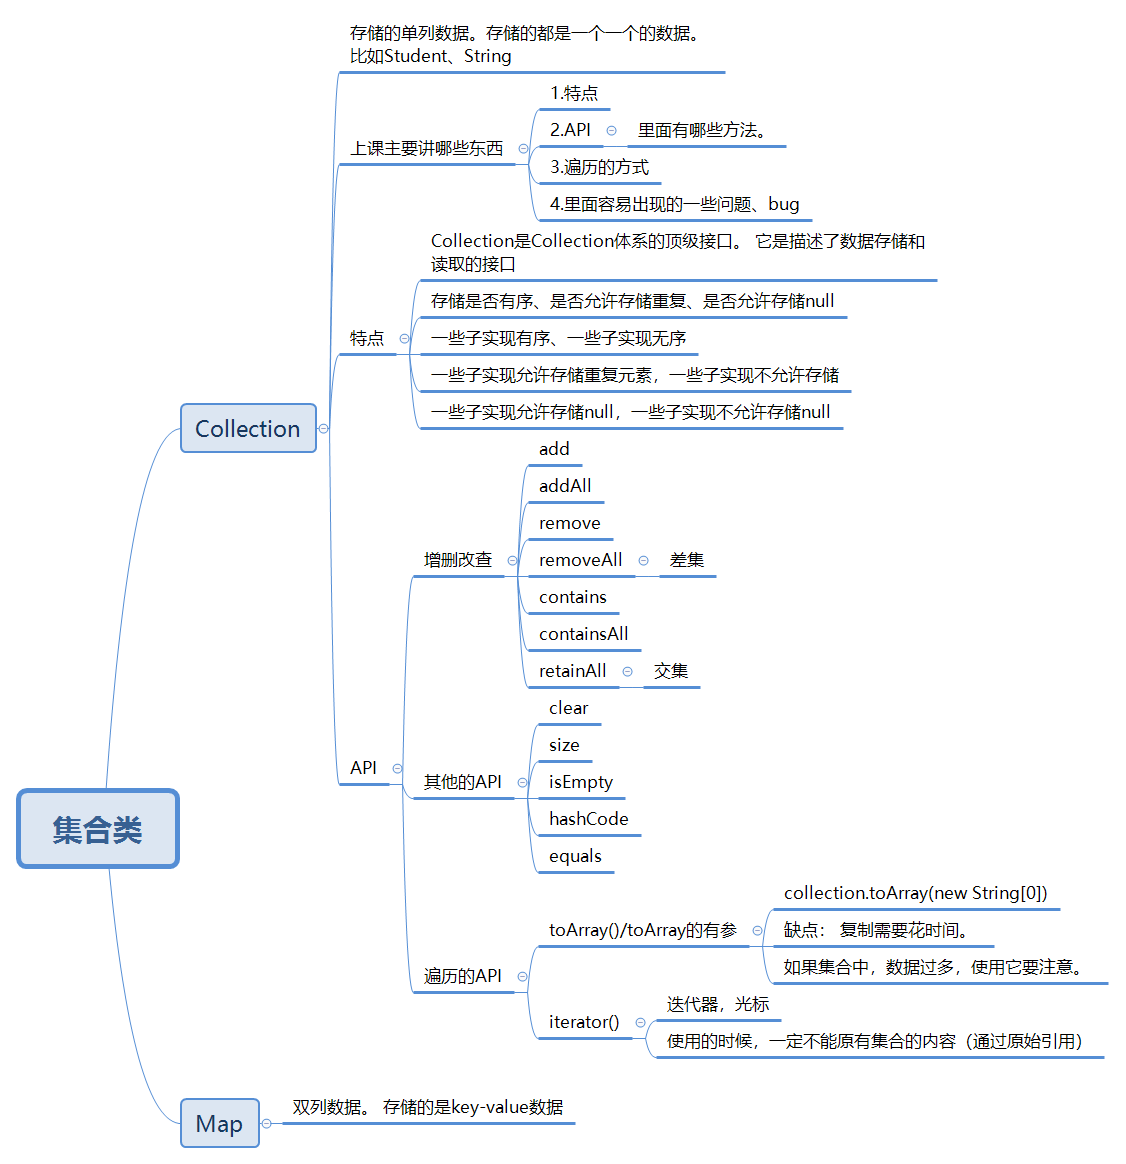 存储的单列数据。存储的都是一个一个的数据。
比如Student、String
上课主要讲哪些东西
1.特点
2.API
里面有哪些方法。
3.遍历的方式
4.里面容易出现的一些问题、bug
特点
Collection是Collection体系的顶级接口。 它是描述了数据存储和
读取的接口
存储是否有序、是否允许存储重复、是否允许存储null
一些子实现有序、一些子实现无序
一些子实现允许存储重复元素，一些子实现不允许存储
一些子实现允许存储null，一些子实现不允许存储null
Collection
API
增删改查
add
addAll
remove
removeAll
差集
contains
containsAll
retainAll
交集
其他的API
clear
size
isEmpty
hashCode
equals
遍历的API
toArray()/toArray的有参
collection.toArray(new String[0])
缺点： 复制需要花时间。
如果集合中，数据过多，使用它要注意。
iterator()
迭代器，光标
使用的时候，一定不能原有集合的内容（通过原始引用）
集合类
Map
双列数据。 存储的是key-value数据